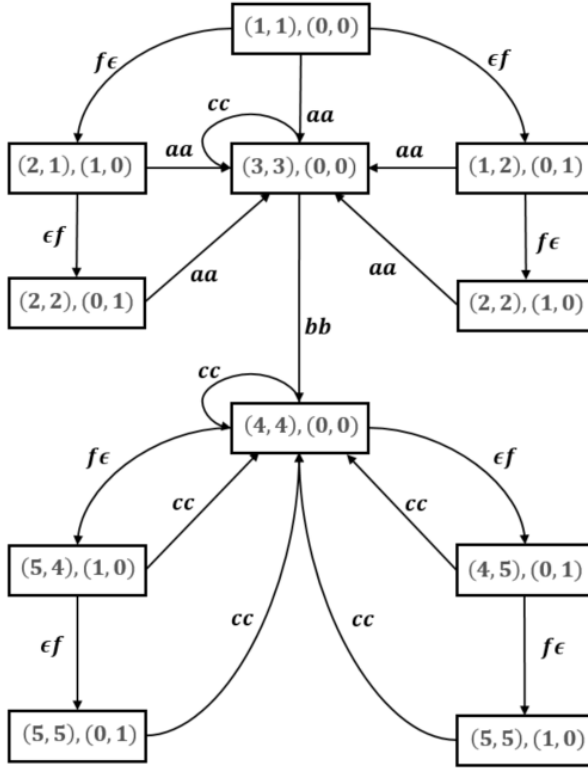 (1, 1), (0, 0)
fϵ
ϵf
cc
aa
(2, 1), (1, 0)
aa
(3, 3), (0, 0)
aa
(1, 2), (0, 1)
ϵf
fϵ
(2, 2), (0, 1)
aa
aa
(2, 2), (1, 0)
bb
cc
(4, 4), (0, 0)
fϵ
ϵf
cc
cc
(5, 4), (1, 0)
(4, 5), (0, 1)
ϵf
cc
cc
fϵ
(5, 5), (0, 1)
(5, 5), (1, 0)